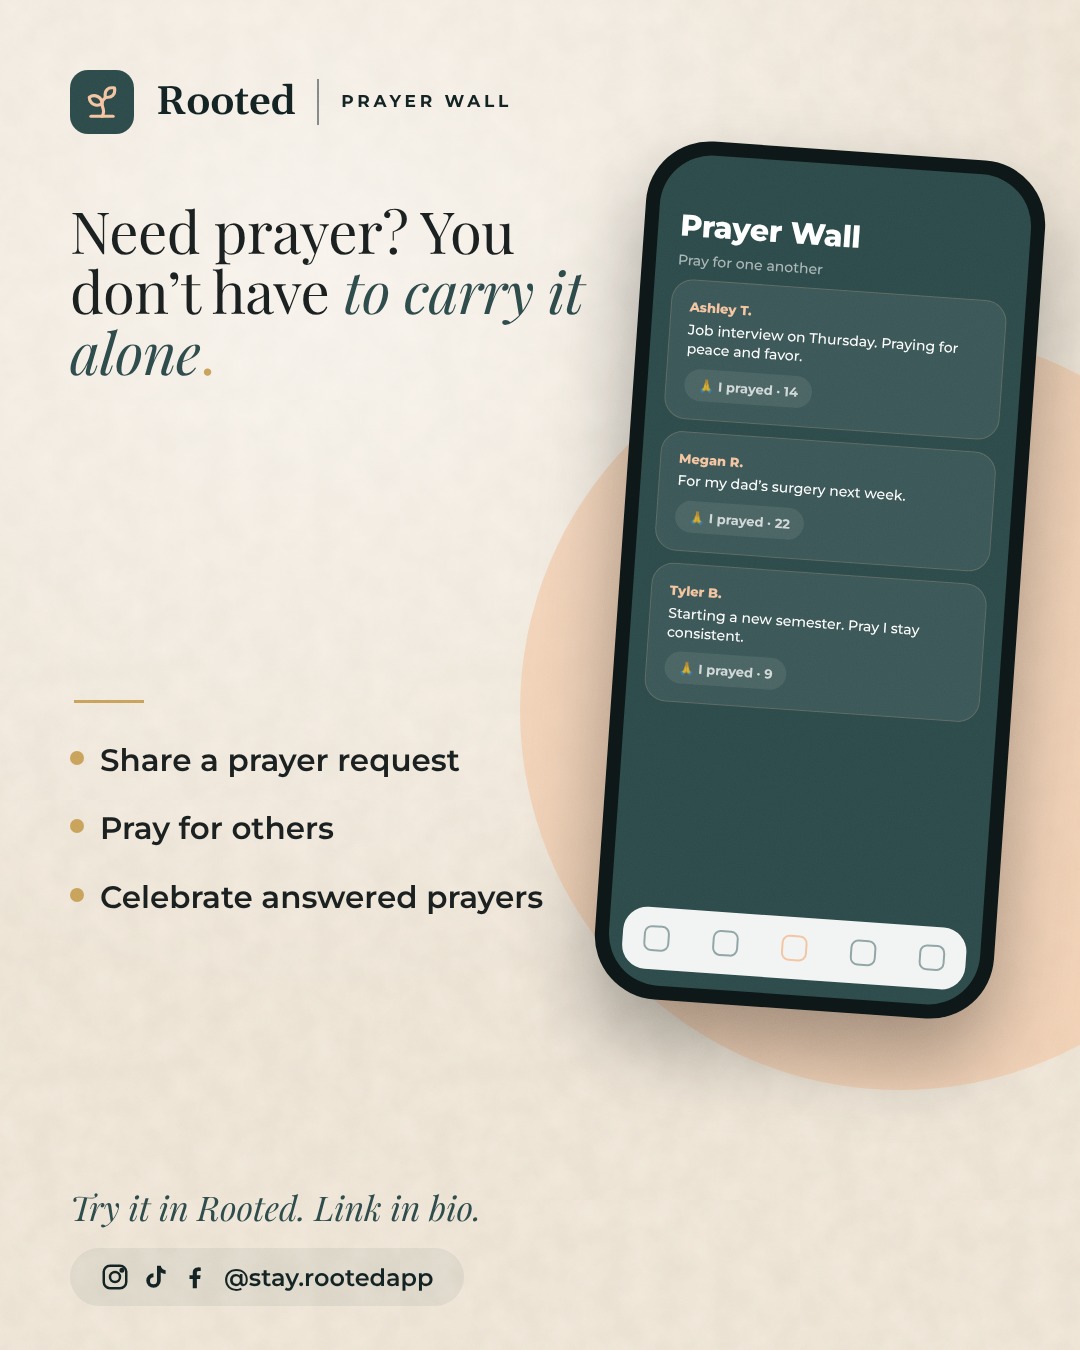 Rooted
PRAYER WALL
Need prayer? You
don’t have to carry it
alone.
Share a prayer request
Pray for others
Celebrate answered prayers
Prayer Wall
Pray for one another
Ashley T.
Job interview on Thursday. Praying for
peace and favor.
🙏 I prayed · 14
Megan R.
For my dad’s surgery next week.
🙏 I prayed · 22
Tyler B.
Starting a new semester. Pray I stay
consistent.
🙏 I prayed · 9
Try it in Rooted. Link in bio.
@stay.rootedapp